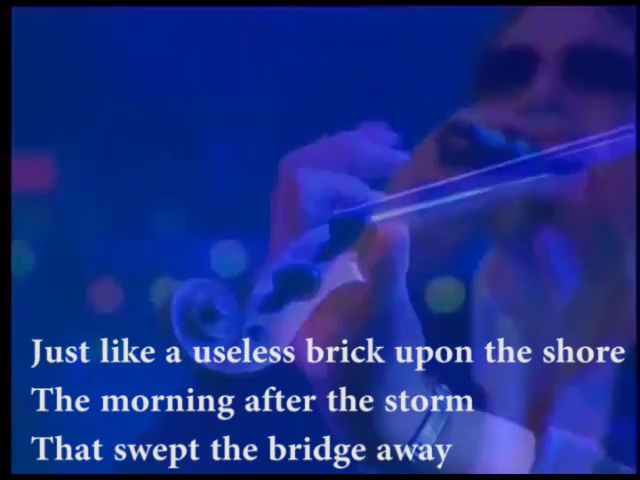 Just like a useless brick upon the shore
The morning after the storm
That swept the bridge away